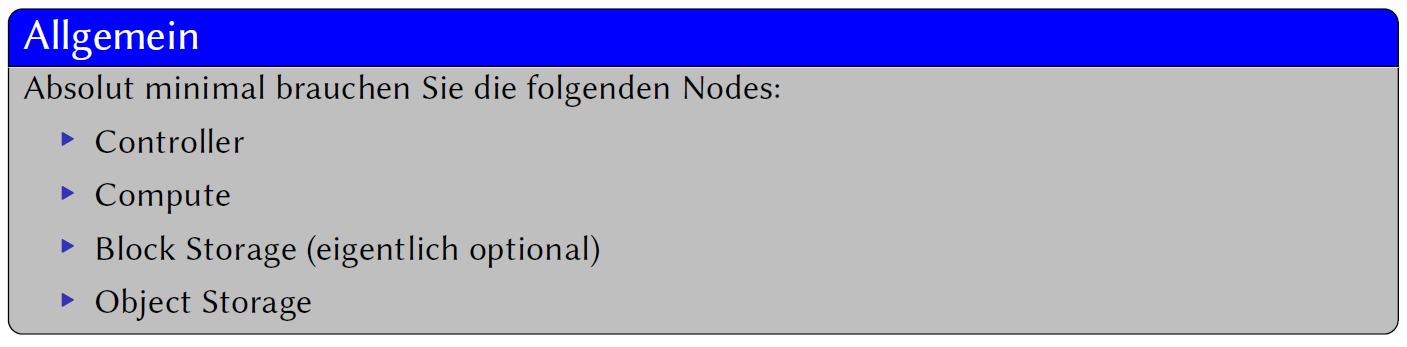 Allgemein
Absolut minimal brauchen Sie die folgenden Nodes:
Controller
Compute
Block Storage (eigentlich optional)
Object Storage